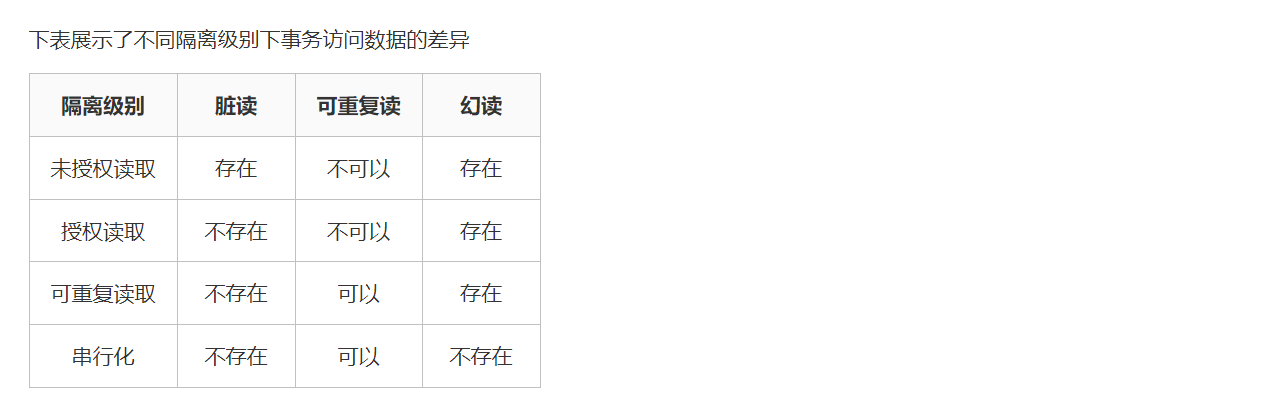 下表展示了不同隔离级别下事务访问数据的差异
隔离级别 脏读 可重复读 幻读
未授权读取 存在 不可以 存在
授权读取 不存在 不可以 存在
可重复读取 不存在 可以 存在
串行化 不存在 可以 不存在